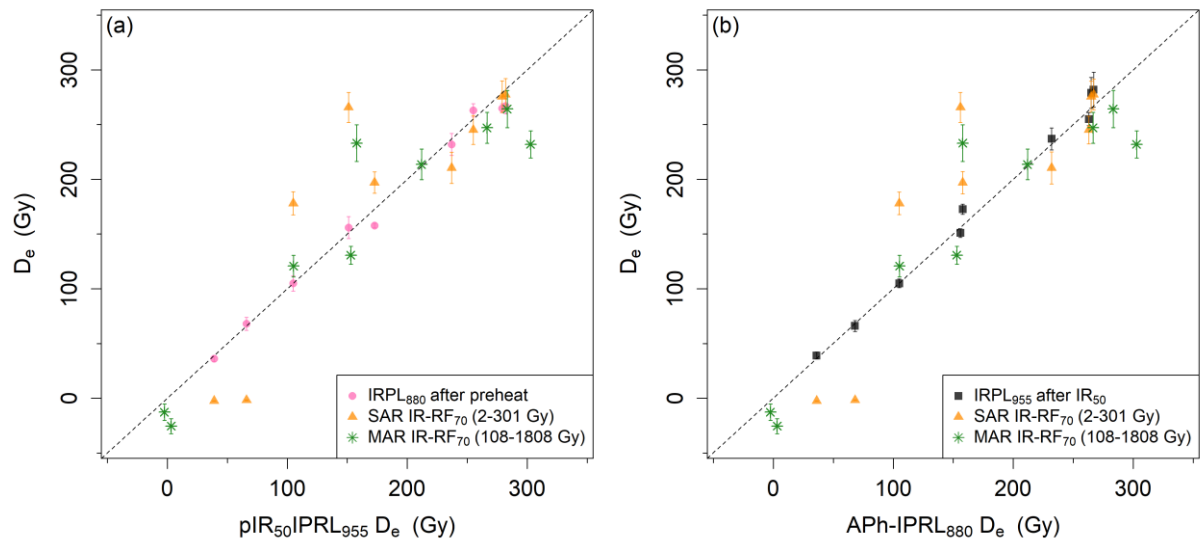 (a)
300
200
100
0
De (Gy)
0 100 200 300
pIR50IPRL955 De (Gy)
IRPL880 after preheat
SAR IR-RF70 (2-301 Gy)
MAR IR-RF70 (108-1808 Gy)
(b)
300
200
100
0
De (Gy)
0 100 200 300
APh-IPRL880 De (Gy)
IRPL955 after IR50
SAR IR-RF70 (2-301 Gy)
MAR IR-RF70 (108-1808 Gy)